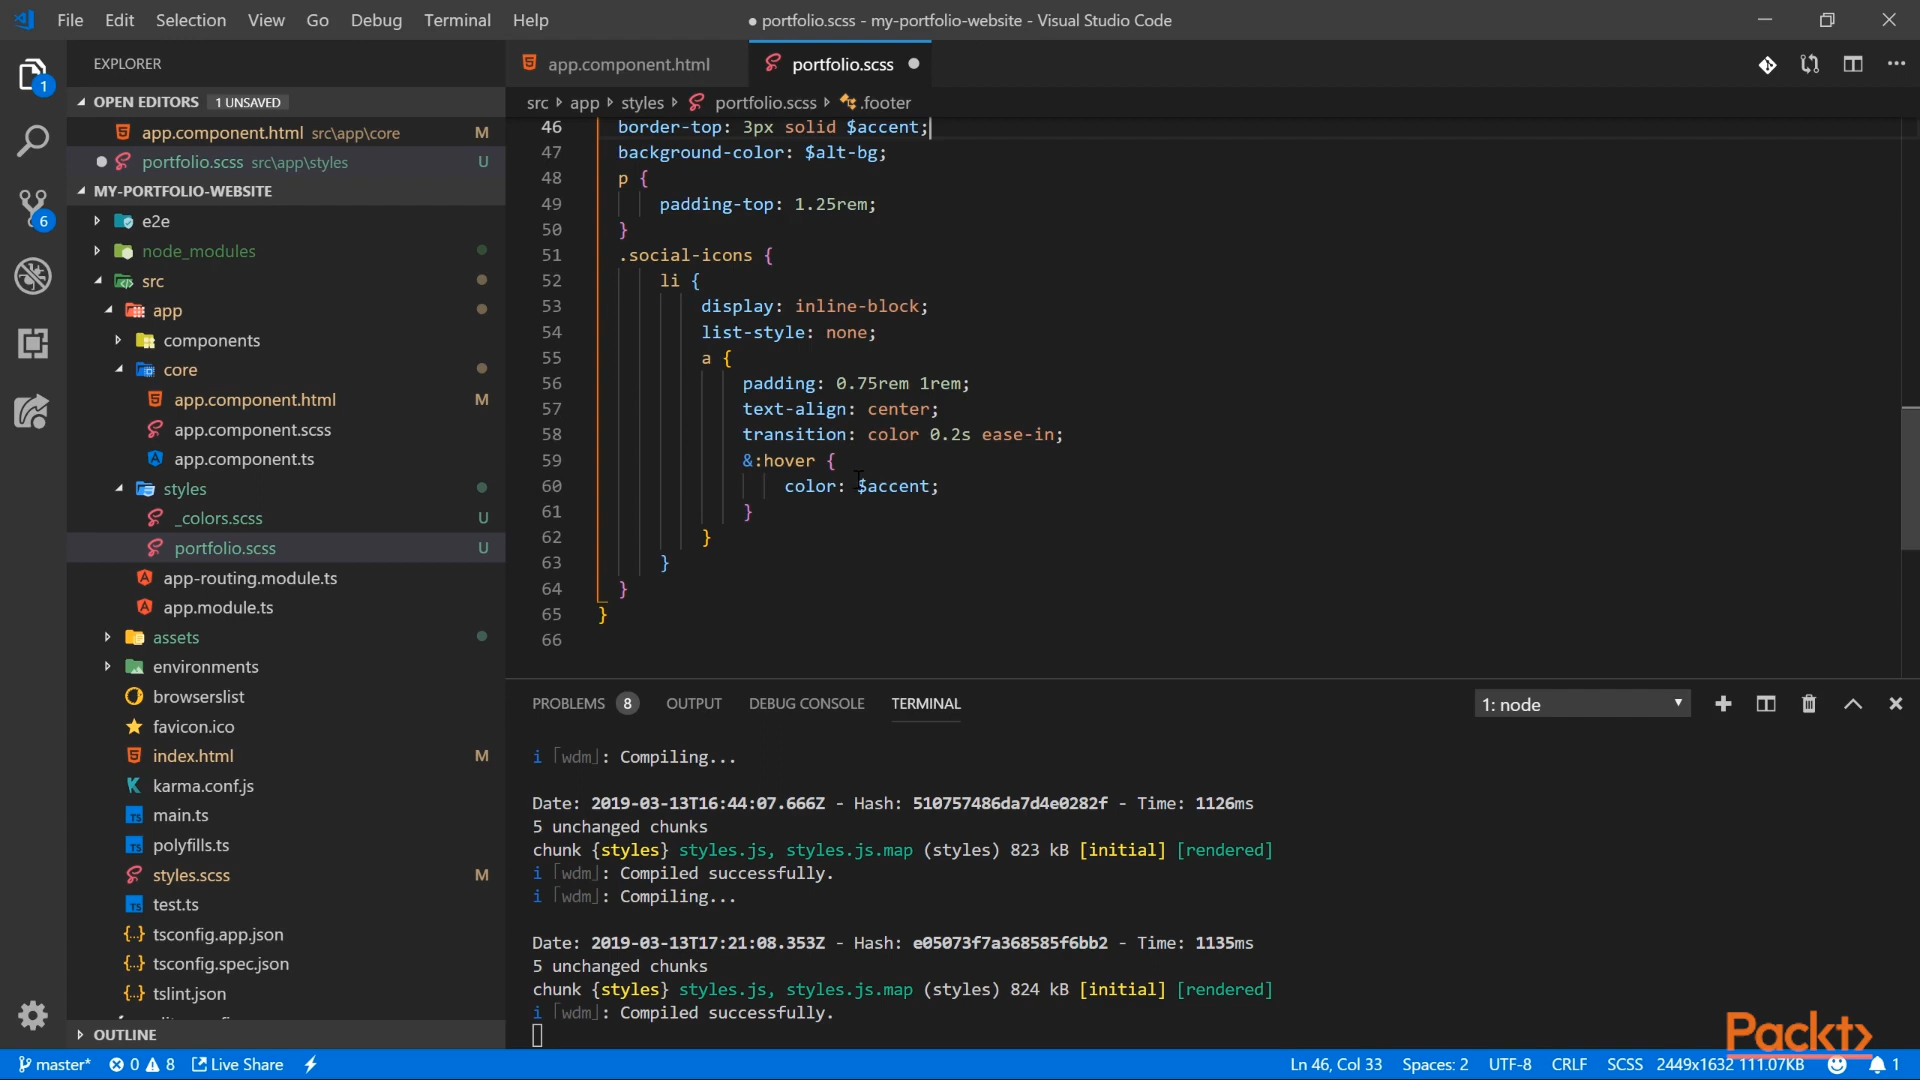 File Edit Selection View Go Debug Terminal Help
● portfolio.scss - my-portfolio-website - Visual Studio Code
EXPLORER
OPEN EDITORS 1 UNSAVED
app.component.html src\app\core M
portfolio.scss src\app\styles U
MY-PORTFOLIO-WEBSITE
e2e
node_modules
src
app
components
core
app.component.html M
app.component.scss
app.component.ts
styles
_colors.scss U
portfolio.scss U
app-routing.module.ts
app.module.ts
assets
environments
browserslist
favicon.ico
index.html M
karma.conf.js
main.ts
polyfills.ts
styles.scss M
test.ts
{..} tsconfig.app.json
{..} tsconfig.spec.json
{..} tslint.json
OUTLINE
1
6
app.component.html portfolio.scss
src app styles portfolio.scss .footer
46 border-top: 3px solid $accent;
47 background-color: $alt-bg;
48 p {
49 padding-top: 1.25rem;
50 }
51 .social-icons {
52 li {
53 display: inline-block;
54 list-style: none;
55 a {
56 padding: 0.75rem 1rem;
57 text-align: center;
58 transition: color 0.2s ease-in;
59 &:hover {
60 color: $accent;
61 }
62 }
63 }
64 }
65 }
66
PROBLEMS 8 OUTPUT DEBUG CONSOLE TERMINAL
1: node
i ｢wdm｣: Compiling...
Date: 2019-03-13T16:44:07.666Z - Hash: 510757486da7d4e0282f - Time: 1126ms
5 unchanged chunks
chunk {styles} styles.js, styles.js.map (styles) 823 kB [initial] [rendered]
i ｢wdm｣: Compiled successfully.
i ｢wdm｣: Compiling...
Date: 2019-03-13T17:21:08.353Z - Hash: e05073f7a368585f6bb2 - Time: 1135ms
5 unchanged chunks
chunk {styles} styles.js, styles.js.map (styles) 824 kB [initial] [rendered]
i ｢wdm｣: Compiled successfully.
Packt>
master* 0 8 Live Share
Ln 46, Col 33 Spaces: 2 UTF-8 CRLF SCSS 2449x1632 111.07KB 1